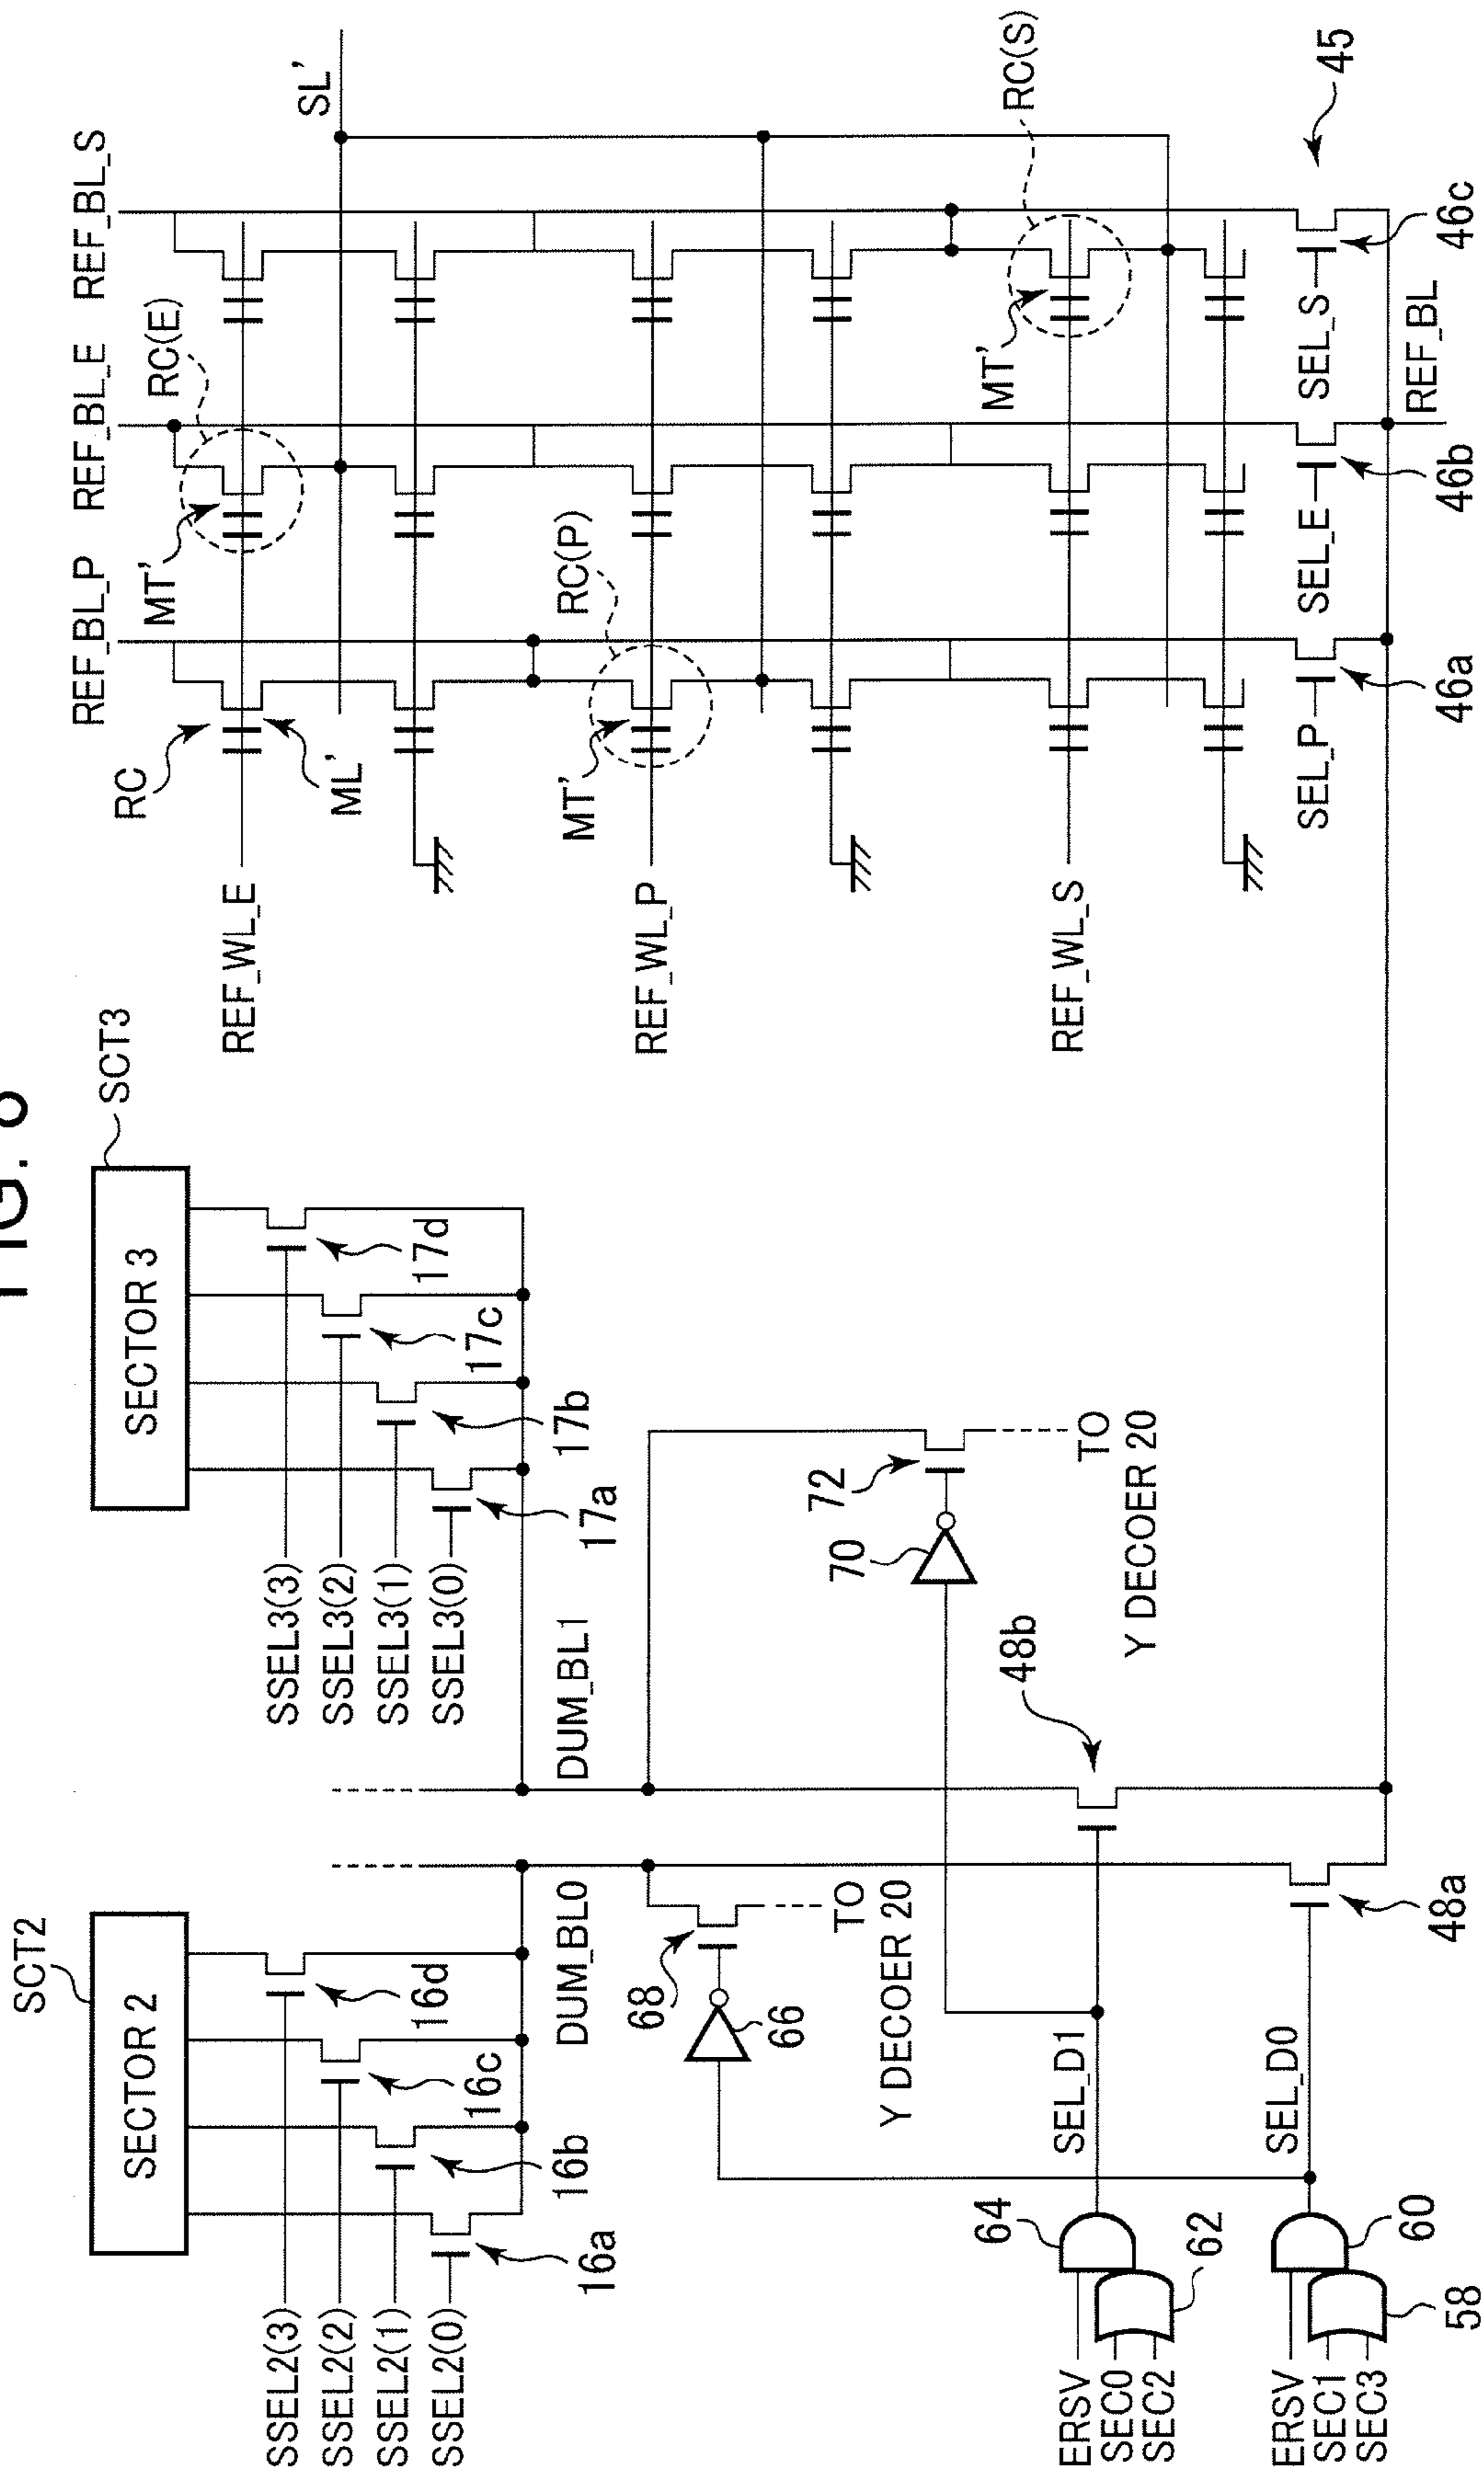 FIG. 8
SCT2
SECTOR 2
SSEL2(3)
SSEL2(2)
SSEL2(1)
SSEL2(0)
16a
16b
16c
16d
DUM_BL0
SCT3
SECTOR 3
SSEL3(3)
SSEL3(2)
SSEL3(1)
SSEL3(0)
17a
17b
17c
17d
DUM_BL1
68
66
TO
Y DECOER 20
70
72
TO
Y DECOER 20
48b
48a
SEL_D1
SEL_D0
64
62
60
58
ERSV
SEC0
SEC2
ERSV
SEC1
SEC3
REF_BL_P
REF_BL_E
REF_BL_S
RC
ML'
MT'
RC(E)
SL'
REF_WL_E
MT'
RC(P)
REF_WL_P
MT'
RC(S)
REF_WL_S
SEL_P
SEL_E
SEL_S
45
46a
46b
46c
REF_BL